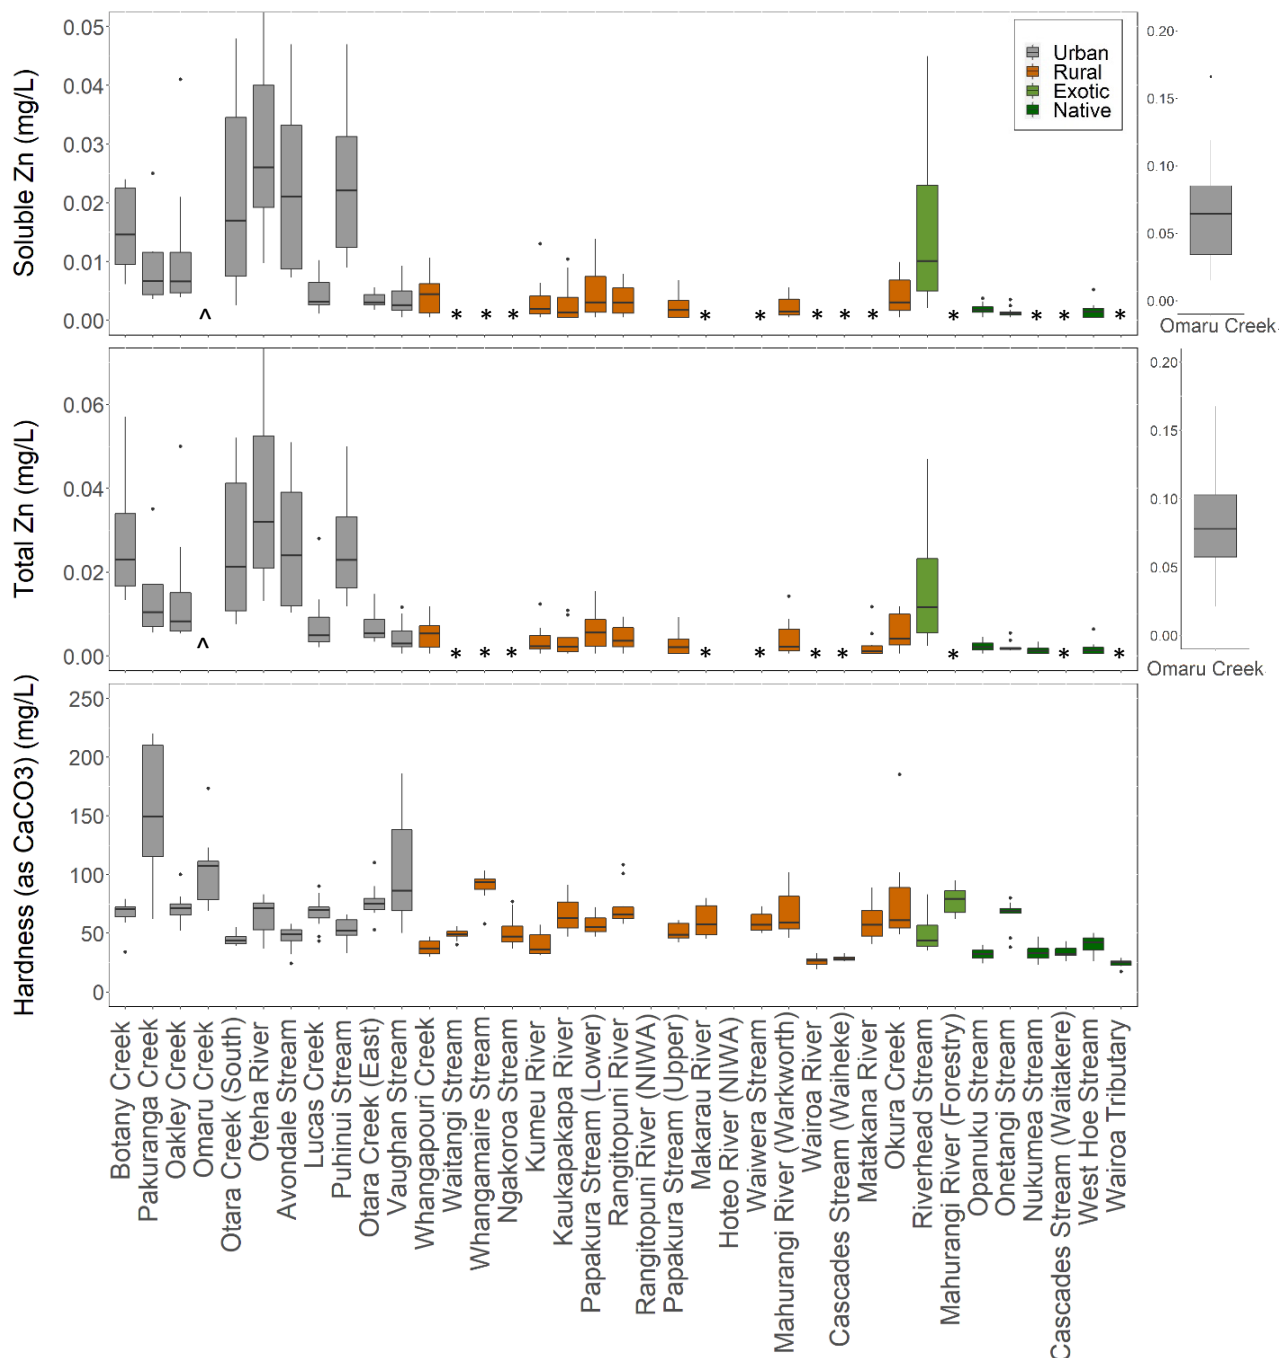 Soluble Zn (mg/L)
0.05
0.04
0.03
0.02
0.01
0.00
Urban
Rural
Exotic
Native
^
* * * * * * * * * * * *
0.20
0.15
0.10
0.05
0.00
Omaru Creek
Total Zn (mg/L)
0.06
0.04
0.02
0.00
^
* * * * * * * * * *
0.20
0.15
0.10
0.05
0.00
Omaru Creek
Hardness (as CaCO3) (mg/L)
250
200
150
100
50
0
Botany Creek
Pakuranga Creek
Oakley Creek
Omaru Creek
Otara Creek (South)
Oteha River
Avondale Stream
Lucas Creek
Puhinui Stream
Otara Creek (East)
Vaughan Stream
Whangapouri Creek
Waitangi Stream
Whangamaire Stream
Ngakoroa Stream
Kumeu River
Kaukapakapa River
Papakura Stream (Lower)
Rangitopuni River
Rangitopuni River (NIWA)
Papakura Stream (Upper)
Makarau River
Hoteo River (NIWA)
Waiwera Stream
Mahurangi River (Warkworth)
Wairoa River
Cascades Stream (Waiheke)
Matakana River
Okura Creek
Riverhead Stream
Mahurangi River (Forestry)
Opanuku Stream
Onetangi Stream
Nukumea Stream
Cascades Stream (Waitakere)
West Hoe Stream
Wairoa Tributary